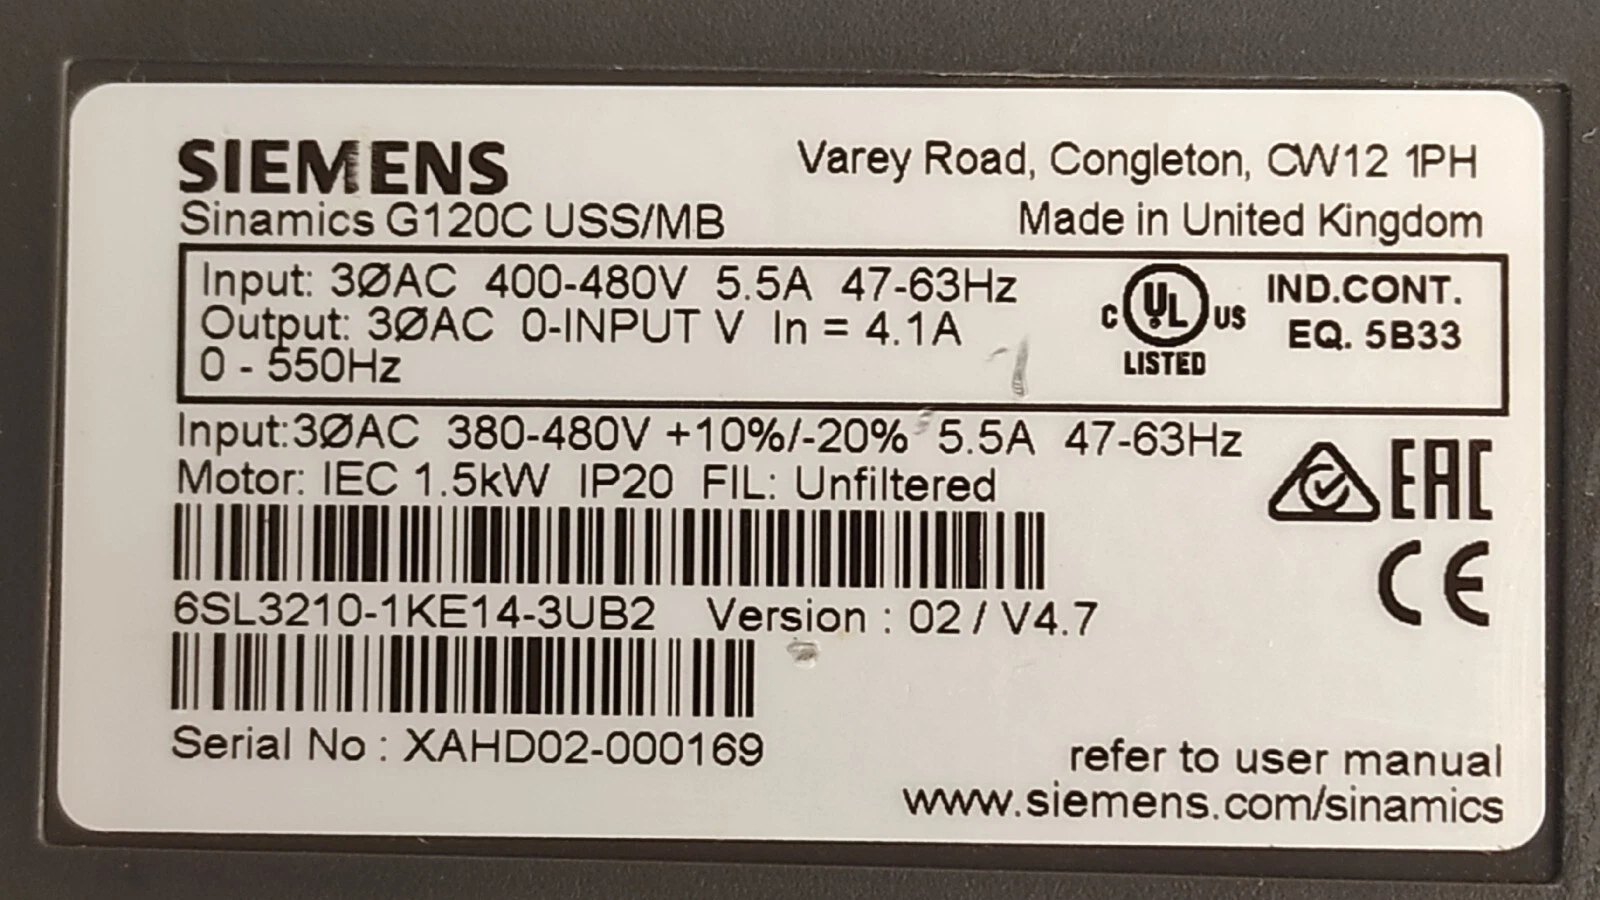 SIEMENS
Varey Road, Congleton, CW12 1PH
Sinamics G120C USS/MB
Made in United Kingdom
Input: 3ØAC 400-480V 5.5A 47-63Hz
Output: 3ØAC 0-INPUT V In = 4.1A
0 - 550Hz
C UL US
LISTED
IND.CONT.
EQ. 5B33
Input:3ØAC 380-480V +10%/-20% 5.5A 47-63Hz
Motor: IEC 1.5kW IP20 FIL: Unfiltered
EAC
CE
6SL3210-1KE14-3UB2 Version : 02 / V4.7
Serial No : XAHD02-000169
refer to user manual
www.siemens.com/sinamics